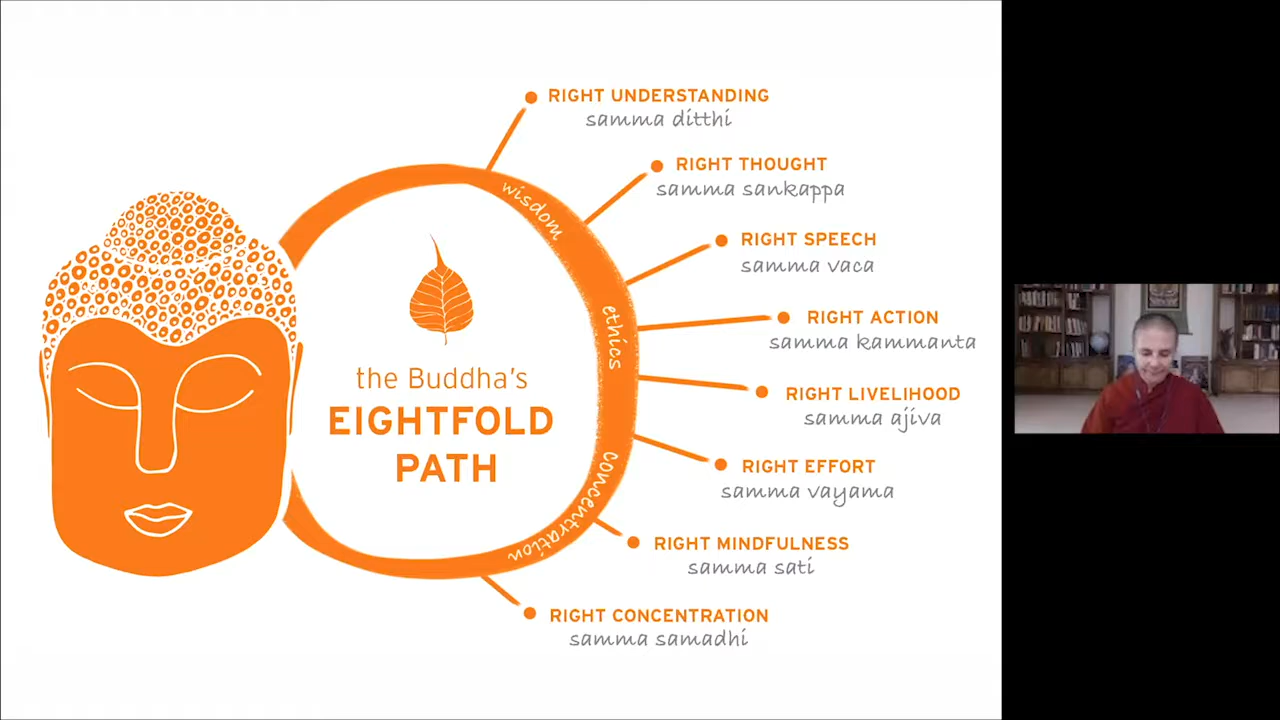 RIGHT UNDERSTANDING
samma ditthi
RIGHT THOUGHT
samma sankappa
wisdom
RIGHT SPEECH
samma vaca
ethics
RIGHT ACTION
samma kammanta
the Buddha's
EIGHTFOLD
PATH
RIGHT LIVELIHOOD
samma ajiva
concentration
RIGHT EFFORT
samma vayama
RIGHT MINDFULNESS
samma sati
RIGHT CONCENTRATION
samma samadhi